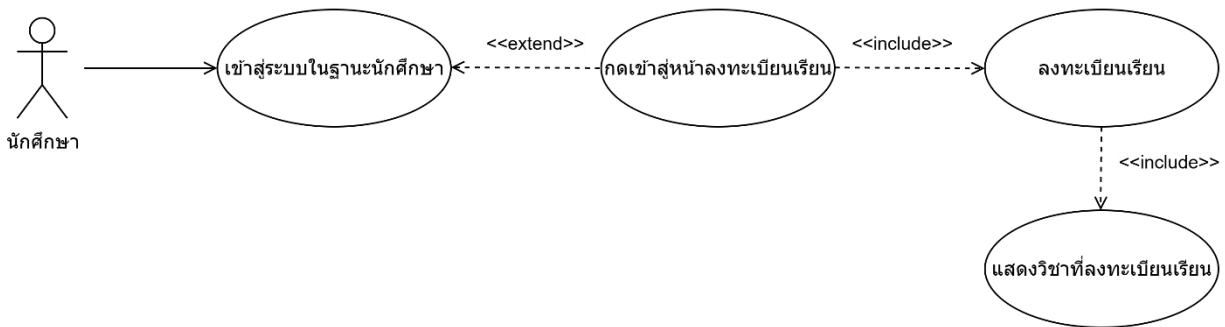 <<extend>>
<<include>>
เข้าสู่ระบบในฐานะนักศึกษา
กดเข้าสู่หน้าลงทะเบียนเรียน
ลงทะเบียนเรียน
นักศึกษา
<<include>>
แสดงวิชาที่ลงทะเบียนเรียน